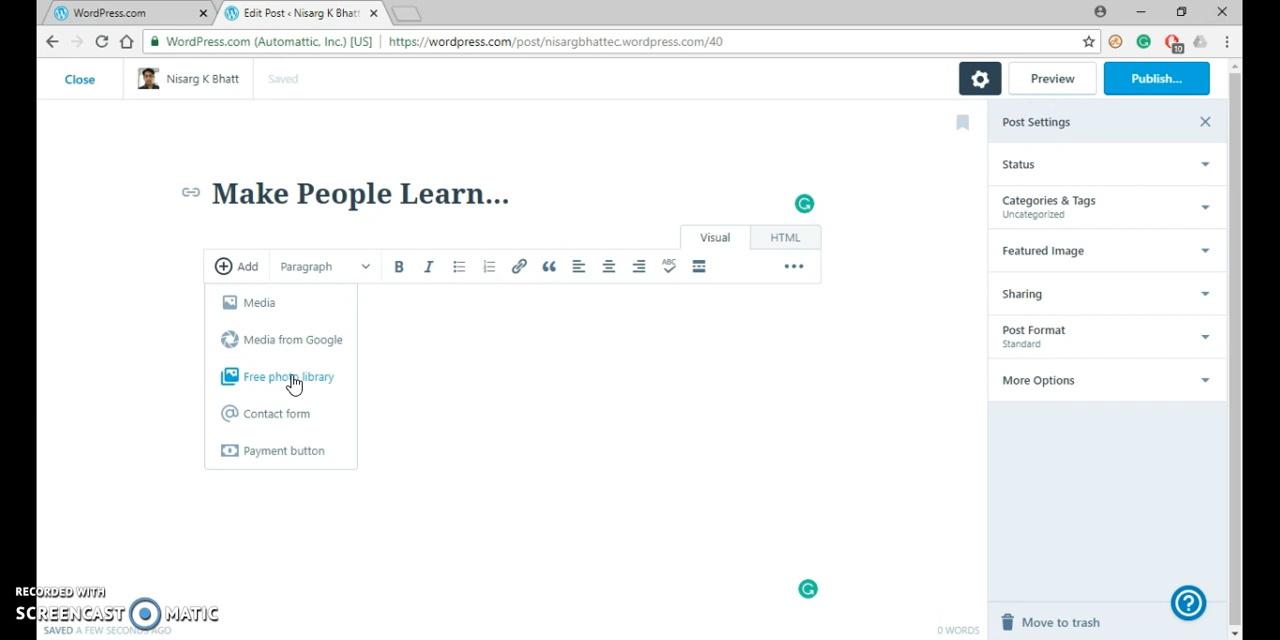 WordPress.com
Edit Post ‹ Nisarg K Bhatt
WordPress.com (Automattic, Inc.) [US]
https://wordpress.com/post/nisargbhattec.wordpress.com/40
10
Close
Nisarg K Bhatt
Saved
Preview
Publish...
Post Settings
Make People Learn...
Status
Categories & Tags
Uncategorized
Visual
HTML
Add
Paragraph
B
I
ABC
Featured Image
Media
Sharing
Media from Google
Post Format
Standard
Free photo library
More Options
Contact form
Payment button
RECORDED WITH
SCREENCAST MATIC
SAVED A FEW SECONDS AGO
0 WORDS
Move to trash